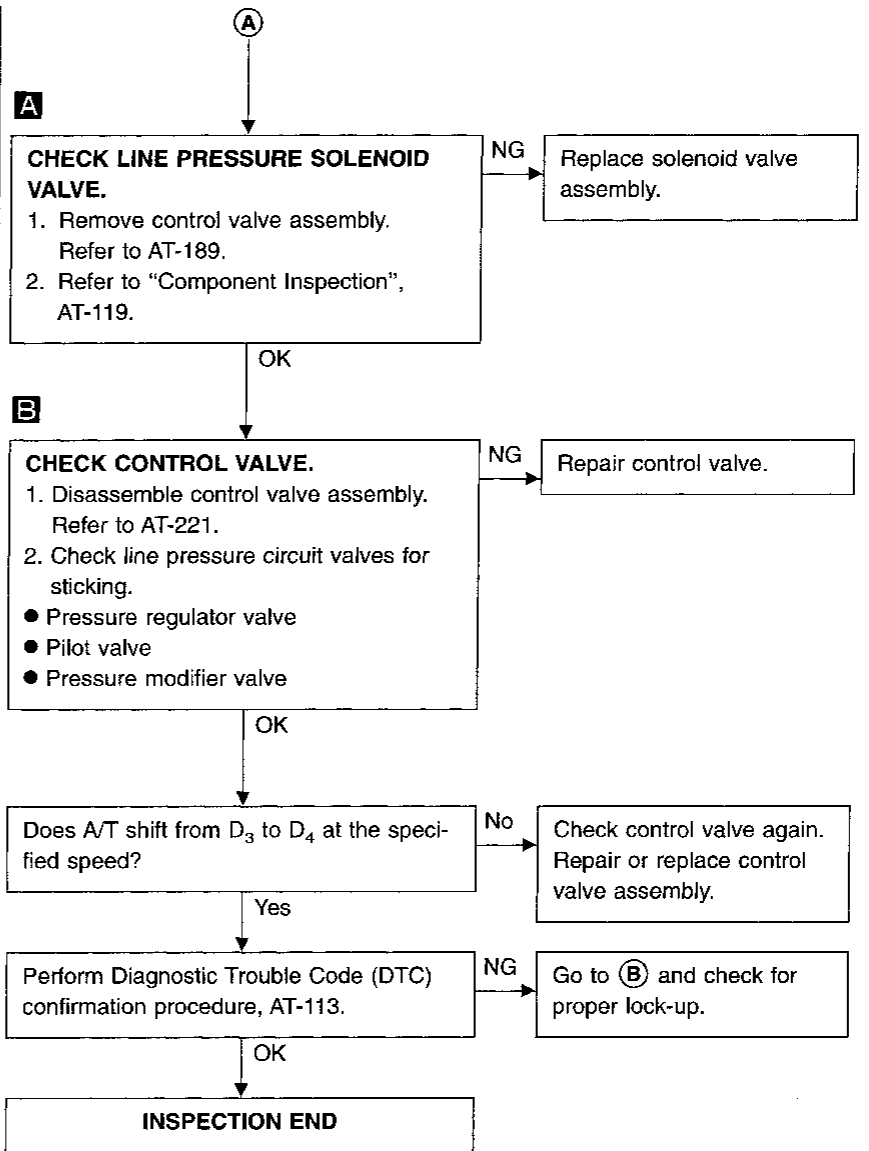 A
A
CHECK LINE PRESSURE SOLENOID
VALVE.
1. Remove control valve assembly.
Refer to AT-189.
2. Refer to “Component Inspection”,
AT-119.
NG
Replace solenoid valve
assembly.
OK
B
CHECK CONTROL VALVE.
1. Disassemble control valve assembly.
Refer to AT-221.
2. Check line pressure circuit valves for
sticking.
● Pressure regulator valve
● Pilot valve
● Pressure modifier valve
NG
Repair control valve.
OK
Does A/T shift from D₃ to D₄ at the speci-
fied speed?
No
Check control valve again.
Repair or replace control
valve assembly.
Yes
Perform Diagnostic Trouble Code (DTC)
confirmation procedure, AT-113.
NG
Go to Ⓑ and check for
proper lock-up.
OK
INSPECTION END